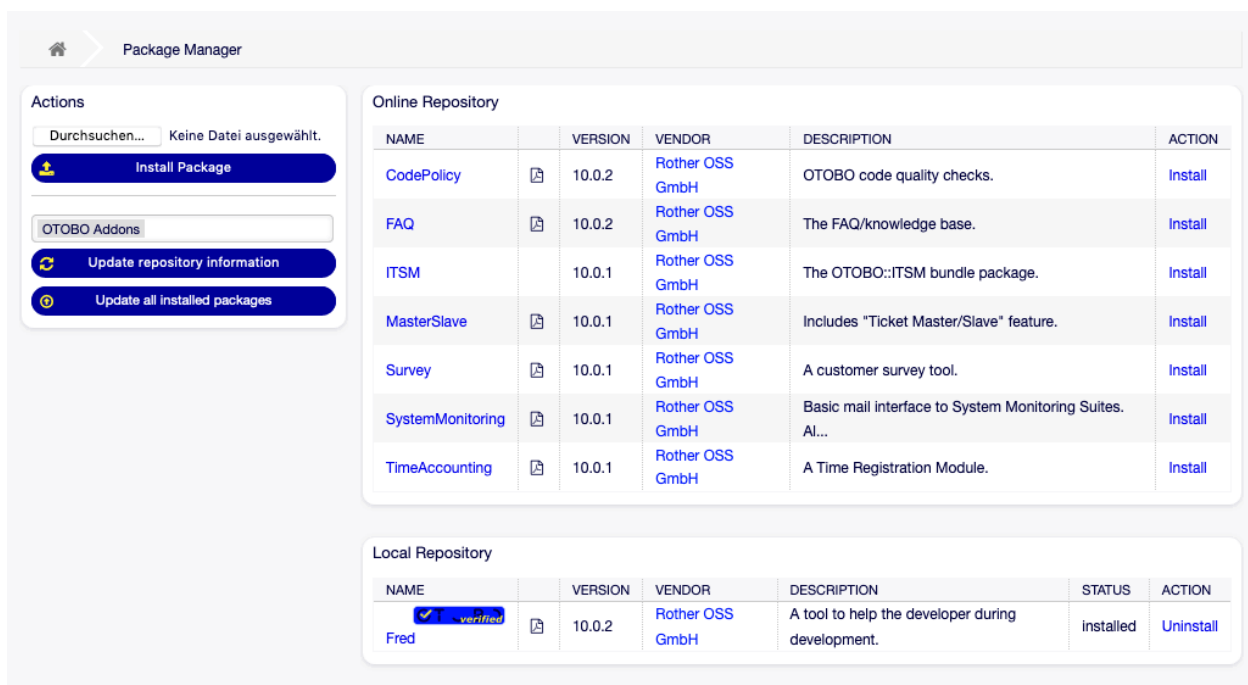 Package Manager
Actions
Durchsuchen... Keine Datei ausgewählt.
Install Package
OTOBO Addons
Update repository information
Update all installed packages
Online Repository
NAME VERSION VENDOR DESCRIPTION ACTION
CodePolicy 10.0.2 Rother OSS GmbH OTOBO code quality checks. Install
FAQ 10.0.2 Rother OSS GmbH The FAQ/knowledge base. Install
ITSM 10.0.1 Rother OSS GmbH The OTOBO::ITSM bundle package. Install
MasterSlave 10.0.1 Rother OSS GmbH Includes "Ticket Master/Slave" feature. Install
Survey 10.0.1 Rother OSS GmbH A customer survey tool. Install
SystemMonitoring 10.0.1 Rother OSS GmbH Basic mail interface to System Monitoring Suites. Al... Install
TimeAccounting 10.0.1 Rother OSS GmbH A Time Registration Module. Install
Local Repository
NAME VERSION VENDOR DESCRIPTION STATUS ACTION
verified
Fred 10.0.2 Rother OSS GmbH A tool to help the developer during development. installed Uninstall